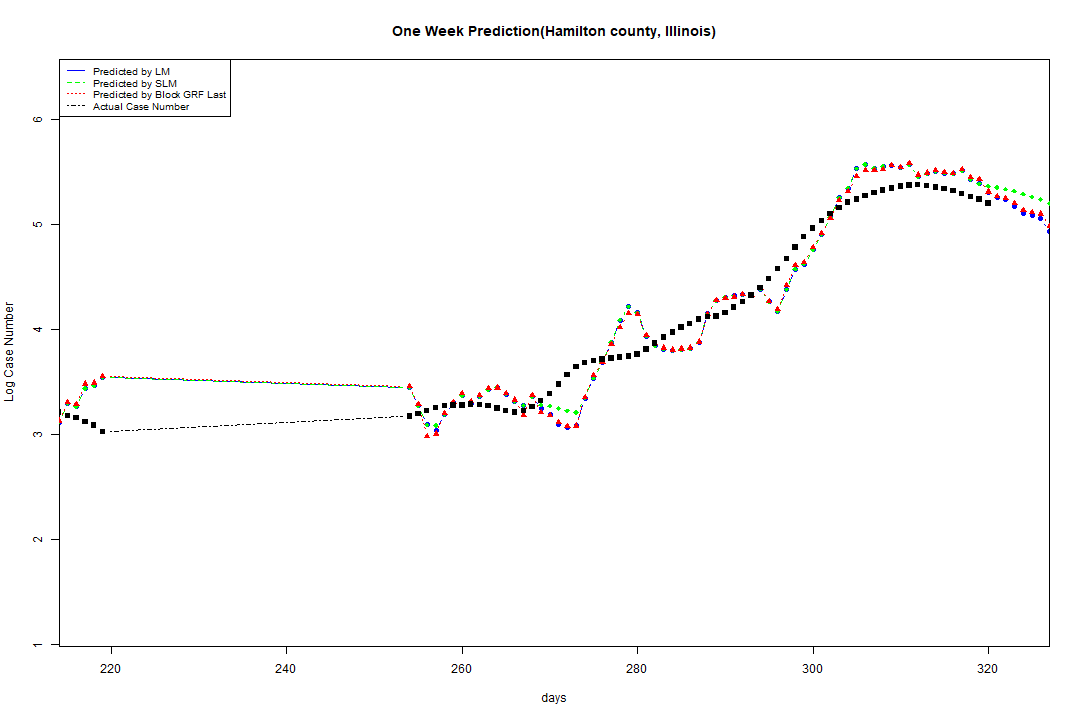 One Week Prediction(Hamilton county, Illinois)
Predicted by LM
Predicted by SLM
Predicted by Block GRF Last
Actual Case Number
6
5
4
3
2
1
Log Case Number
220 240 260 280 300 320
days